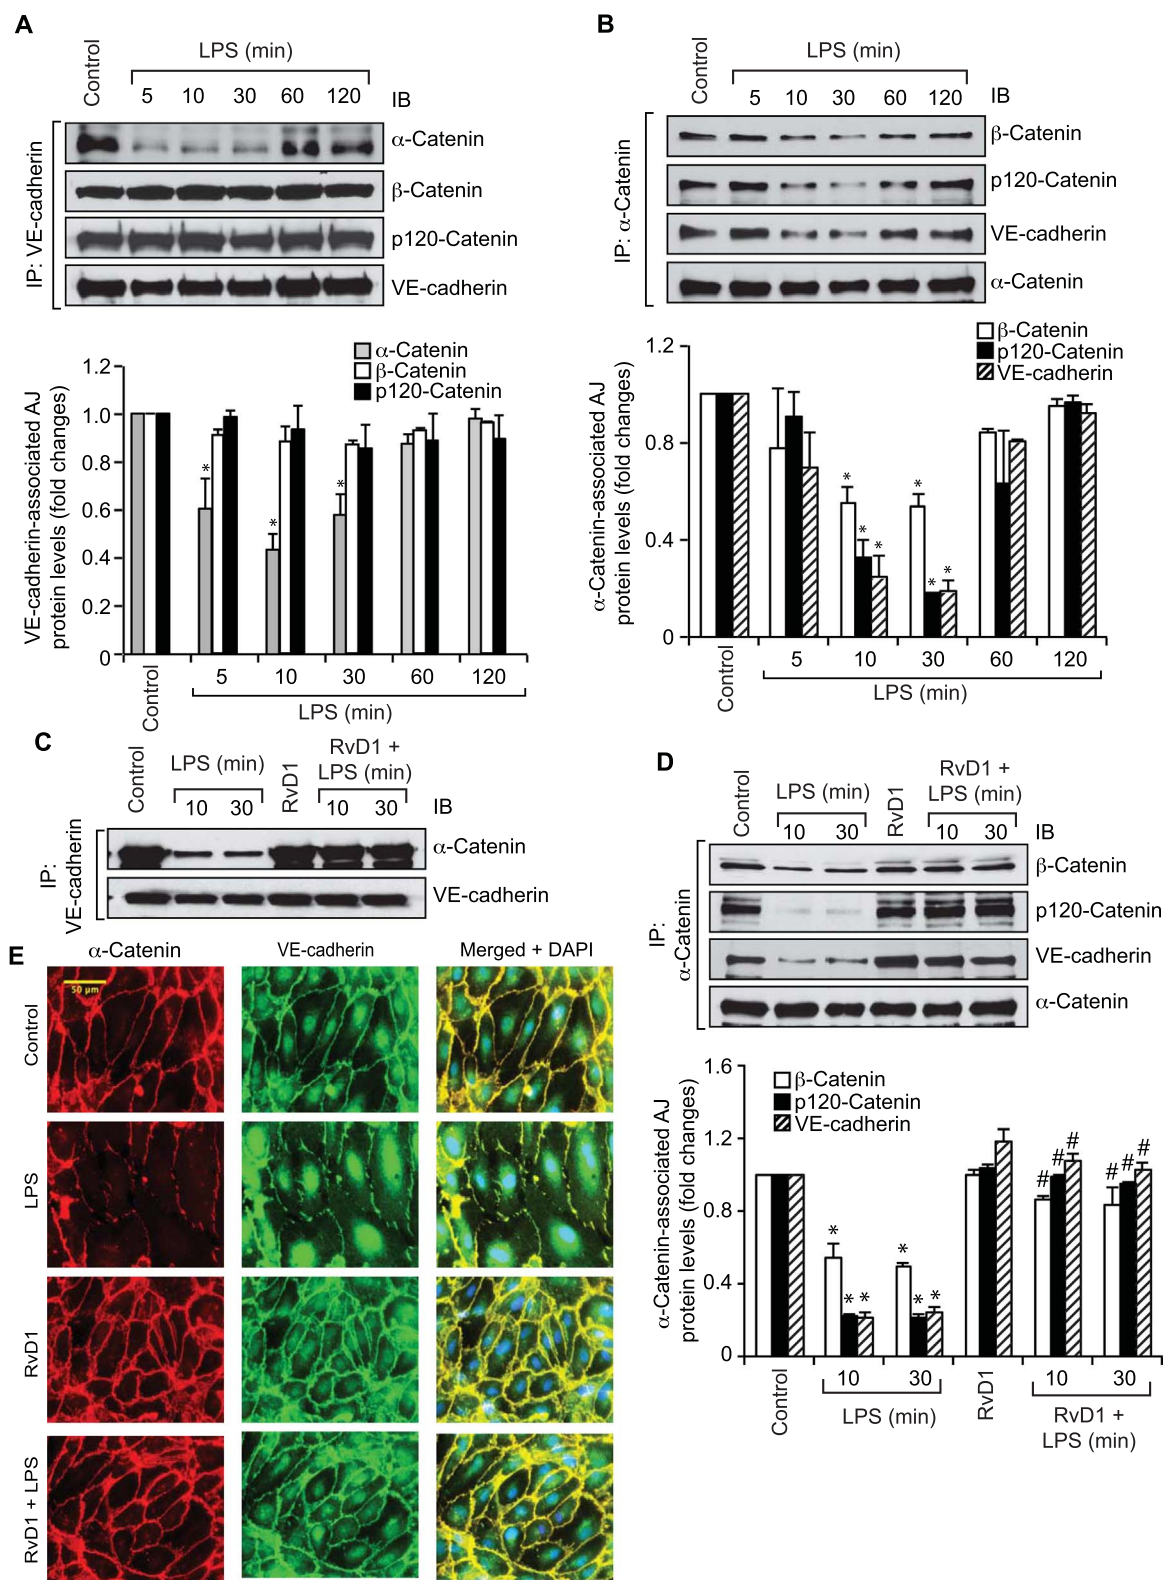 A
LPS (min)
Control
5 10 30 60 120 IB
IP: VE-cadherin
α-Catenin
β-Catenin
p120-Catenin
VE-cadherin
α-Catenin
β-Catenin
p120-Catenin
VE-cadherin-associated AJ
protein levels (fold changes)
1.2
1.0
0.8
0.6
0.4
0.2
0
* * *
Control 5 10 30 60 120
LPS (min)
B
LPS (min)
Control
5 10 30 60 120 IB
IP: α-Catenin
β-Catenin
p120-Catenin
VE-cadherin
α-Catenin
β-Catenin
p120-Catenin
VE-cadherin
α-Catenin-associated AJ
protein levels (fold changes)
1.2
0.8
0.4
0
* * * * * *
Control 5 10 30 60 120
LPS (min)
C
Control
LPS (min)
10 30
RvD1
RvD1 +
LPS (min)
10 30
IB
IP:
VE-cadherin
α-Catenin
VE-cadherin
D
Control
LPS (min)
10 30
RvD1
RvD1 +
LPS (min)
10 30
IB
IP:
α-Catenin
β-Catenin
p120-Catenin
VE-cadherin
α-Catenin
β-Catenin
p120-Catenin
VE-cadherin
α-Catenin-associated AJ
protein levels (fold changes)
1.6
1.2
0.8
0.4
0
* * * * * * # # # # # #
Control
10 30
LPS (min)
RvD1
10 30
RvD1 +
LPS (min)
E
α-Catenin VE-cadherin Merged + DAPI
50 µm
Control
LPS
RvD1
RvD1 + LPS